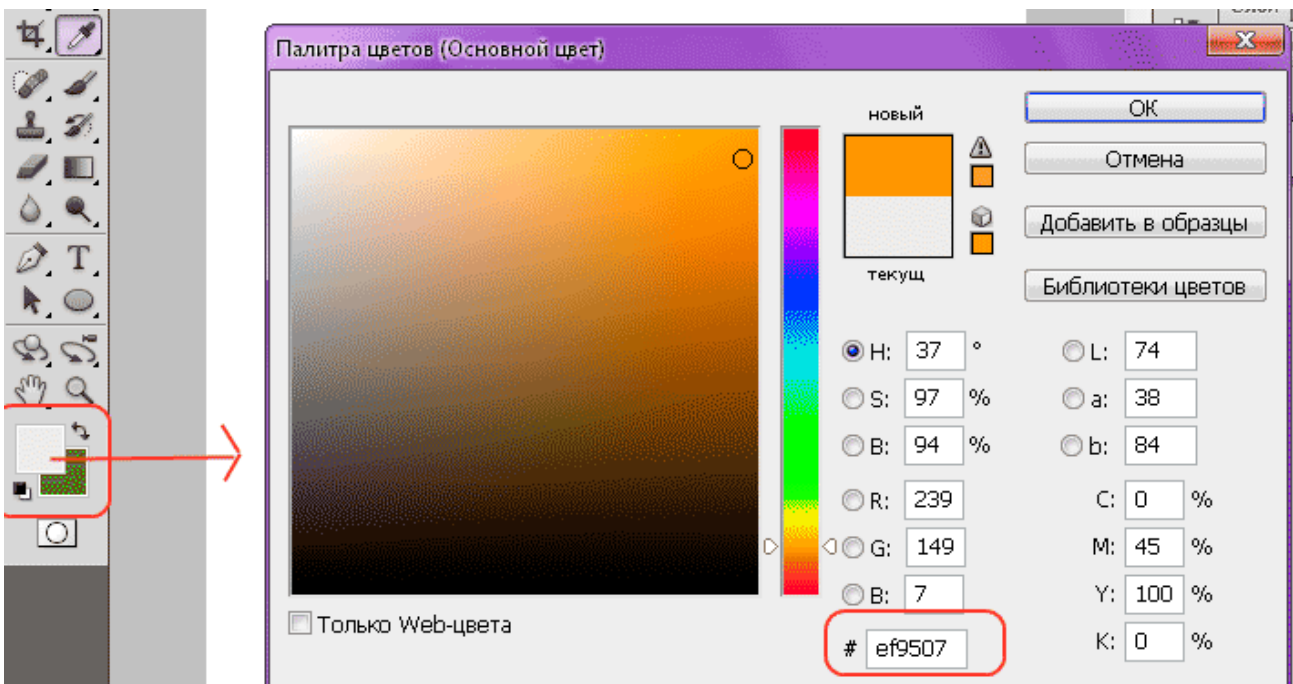 Слои
Палитра цветов (Основной цвет)
новый
текущ
ОК
Отмена
Добавить в образцы
Библиотеки цветов
T
H: 37 °
L: 74
S: 97 %
a: 38
B: 94 %
b: 84
R: 239
C: 0 %
G: 149
M: 45 %
B: 7
Y: 100 %
Только Web-цвета
# ef9507
K: 0 %